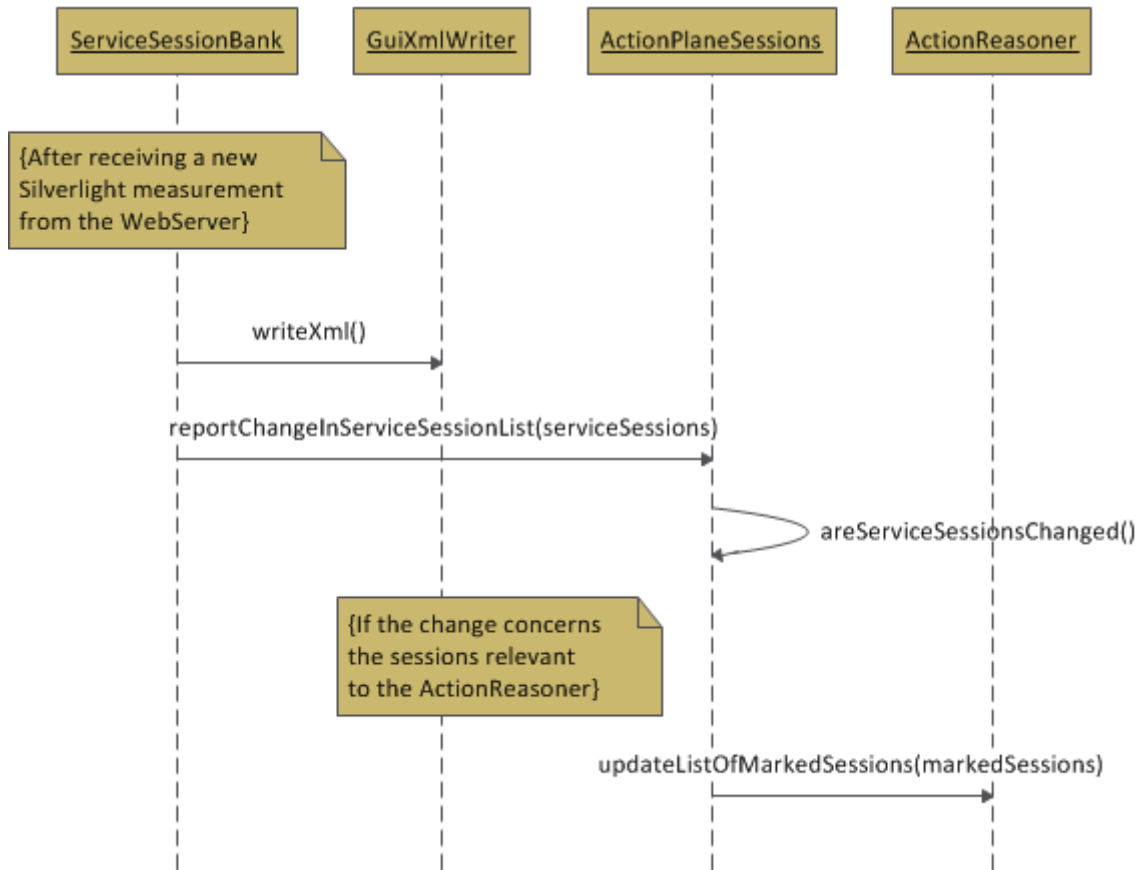 ServiceSessionBank
GuiXmlWriter
ActionPlaneSessions
ActionReasoner
{After receiving a new
Silverlight measurement
from the WebServer}
writeXml()
reportChangeInServiceSessionList(serviceSessions)
areServiceSessionsChanged()
{If the change concerns
the sessions relevant
to the ActionReasoner}
updateListOfMarkedSessions(markedSessions)